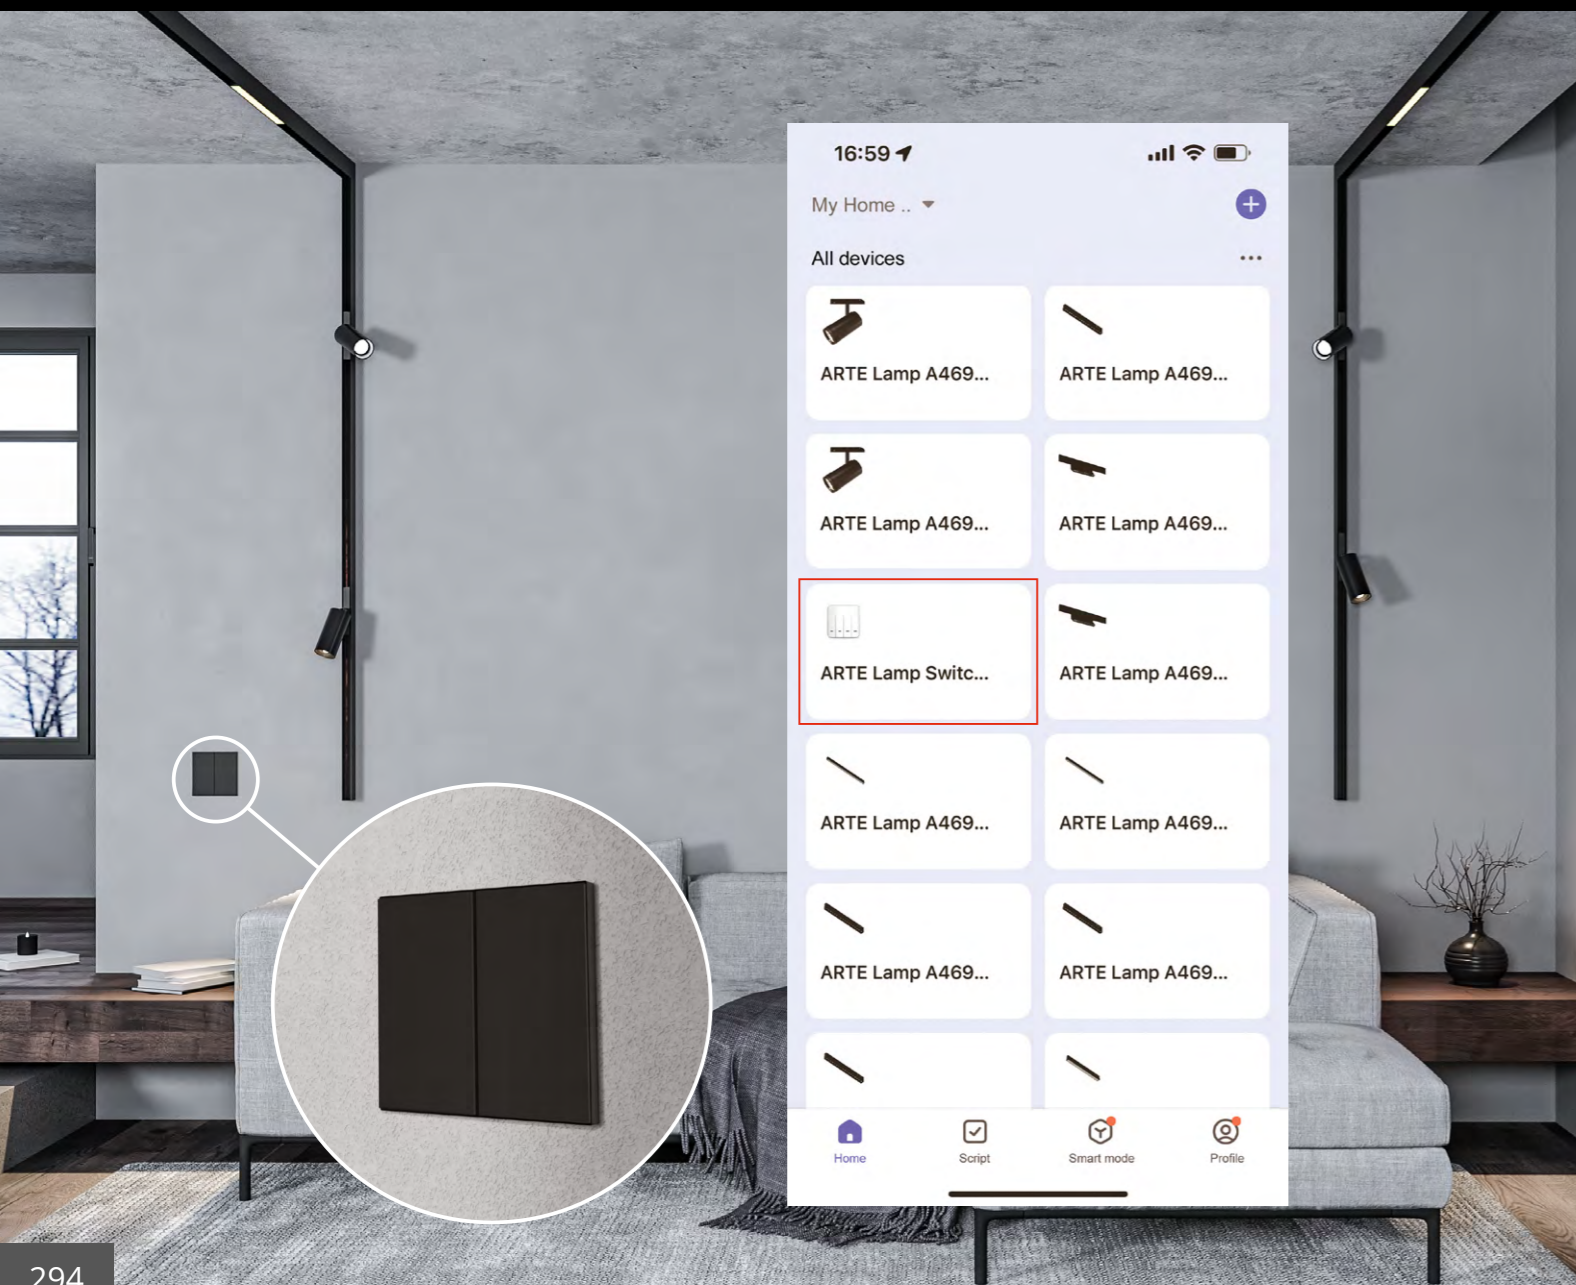 16:59
My Home ..
All devices
ARTE Lamp A469...
ARTE Lamp A469...
ARTE Lamp A469...
ARTE Lamp A469...
ARTE Lamp Switc...
ARTE Lamp A469...
ARTE Lamp A469...
ARTE Lamp A469...
ARTE Lamp A469...
ARTE Lamp A469...
Home
Script
Smart mode
Profile
294